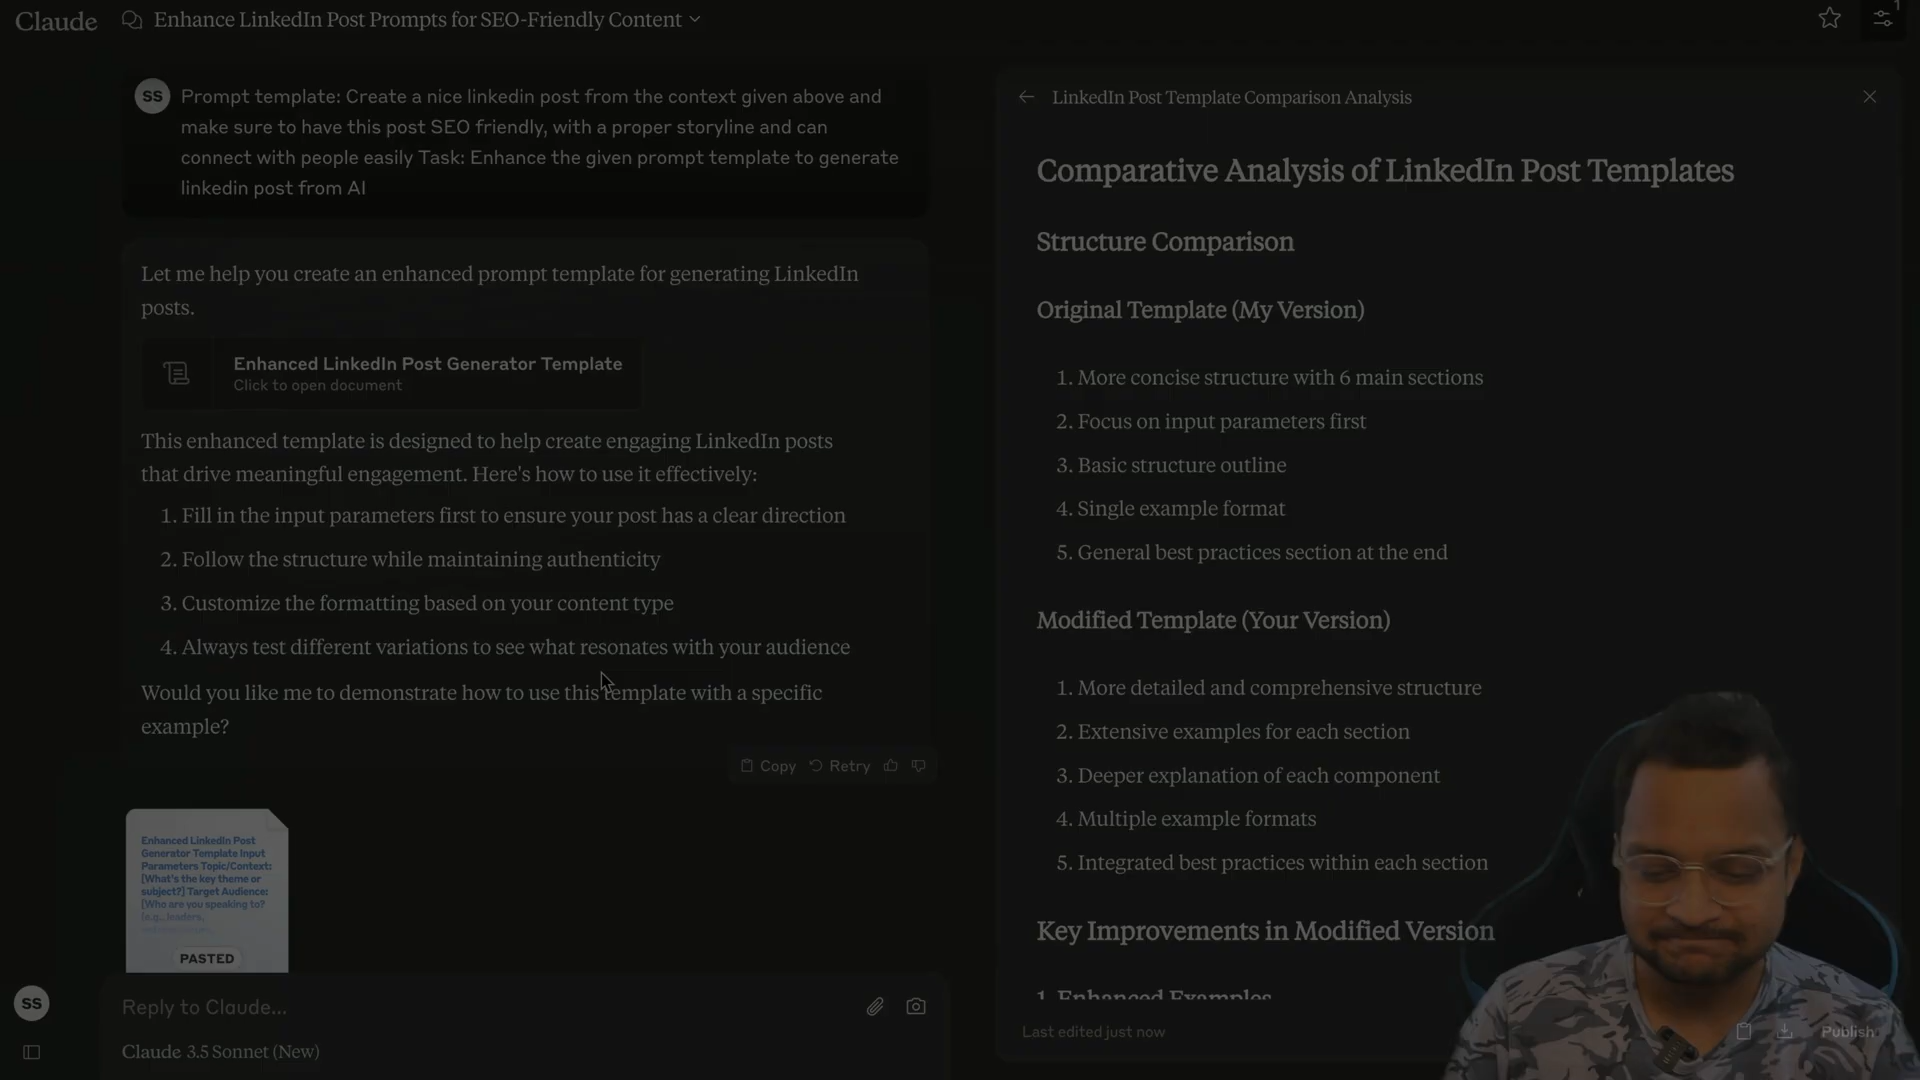 Claude
Enhance LinkedIn Post Prompts for SEO-Friendly Content
1
SS
Prompt template: Create a nice linkedin post from the context given above and
make sure to have this post SEO friendly, with a proper storyline and can
connect with people easily Task: Enhance the given prompt template to generate
linkedin post from AI
Let me help you create an enhanced prompt template for generating LinkedIn
posts.
Enhanced LinkedIn Post Generator Template
Click to open document
This enhanced template is designed to help create engaging LinkedIn posts
that drive meaningful engagement. Here's how to use it effectively:
1. Fill in the input parameters first to ensure your post has a clear direction
2. Follow the structure while maintaining authenticity
3. Customize the formatting based on your content type
4. Always test different variations to see what resonates with your audience
Would you like me to demonstrate how to use this template with a specific
example?
Copy
Retry
Enhanced LinkedIn Post
Generator Template Input
Parameters Topic/Context:
[What's the key theme or
subject?] Target Audience:
[Who are you speaking to?
(e.g., leaders,
PASTED
SS
Reply to Claude...
Claude 3.5 Sonnet (New)
LinkedIn Post Template Comparison Analysis
Comparative Analysis of LinkedIn Post Templates
Structure Comparison
Original Template (My Version)
1. More concise structure with 6 main sections
2. Focus on input parameters first
3. Basic structure outline
4. Single example format
5. General best practices section at the end
Modified Template (Your Version)
1. More detailed and comprehensive structure
2. Extensive examples for each section
3. Deeper explanation of each component
4. Multiple example formats
5. Integrated best practices within each section
Key Improvements in Modified Version
1. Enhanced Examples
Last edited just now
Publish